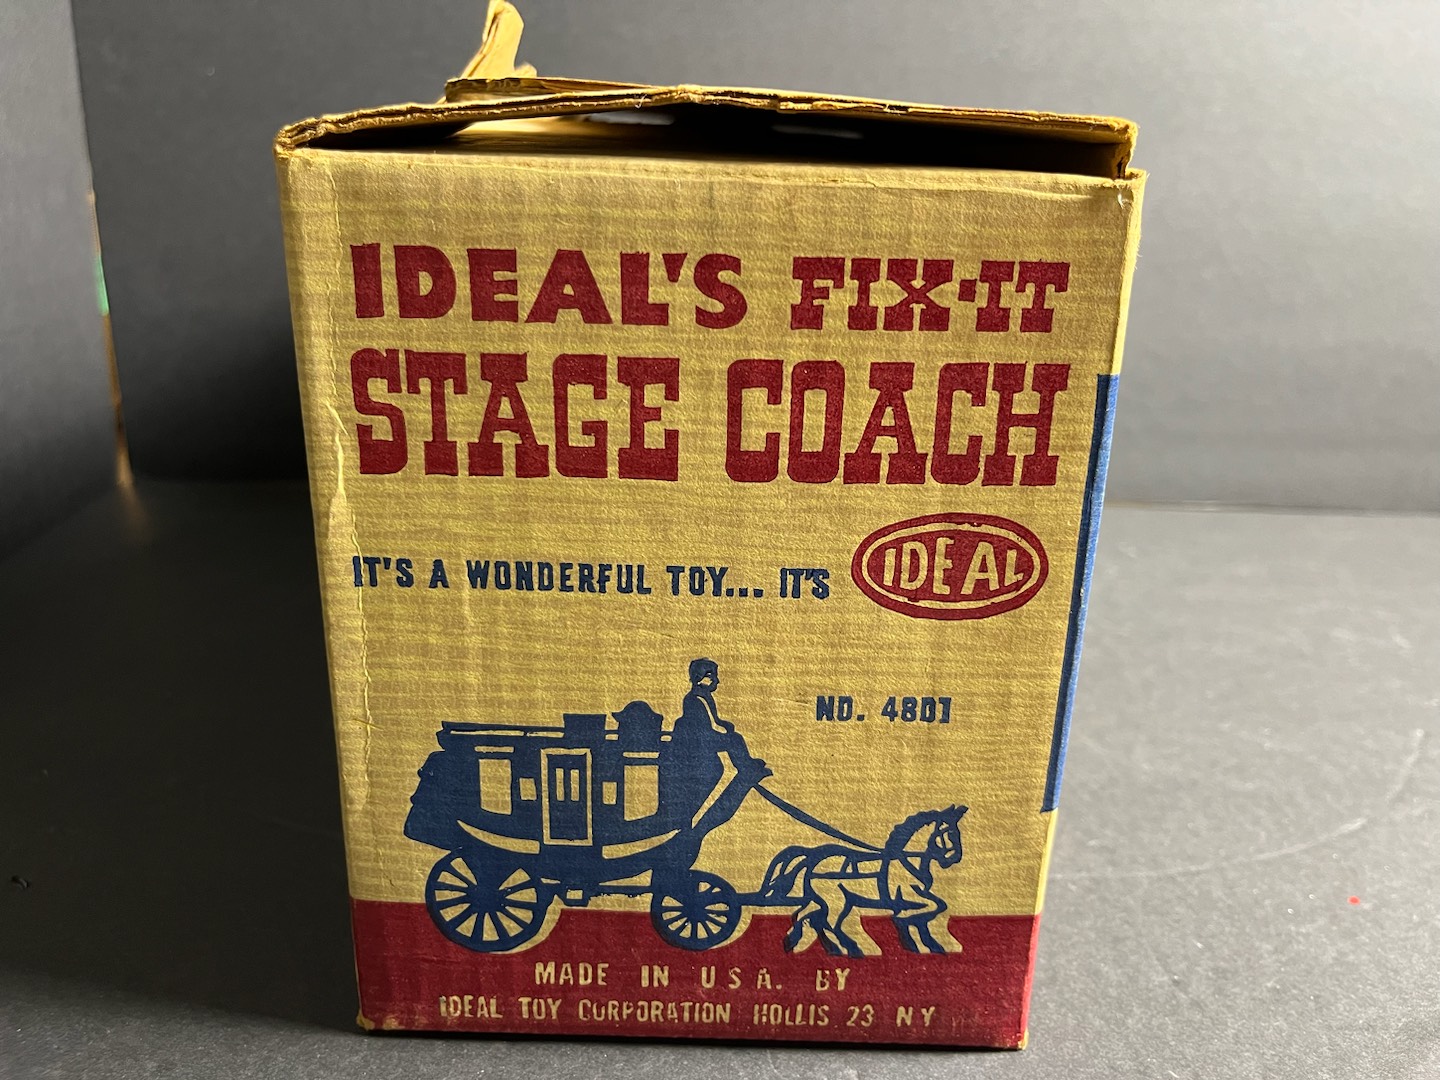 IDEAL'S FIX-IT
STAGE COACH
IT'S A WONDERFUL TOY... IT'S IDEAL
NO. 4801
MADE IN U.S.A. BY
IDEAL TOY CORPORATION HOLLIS 23 NY